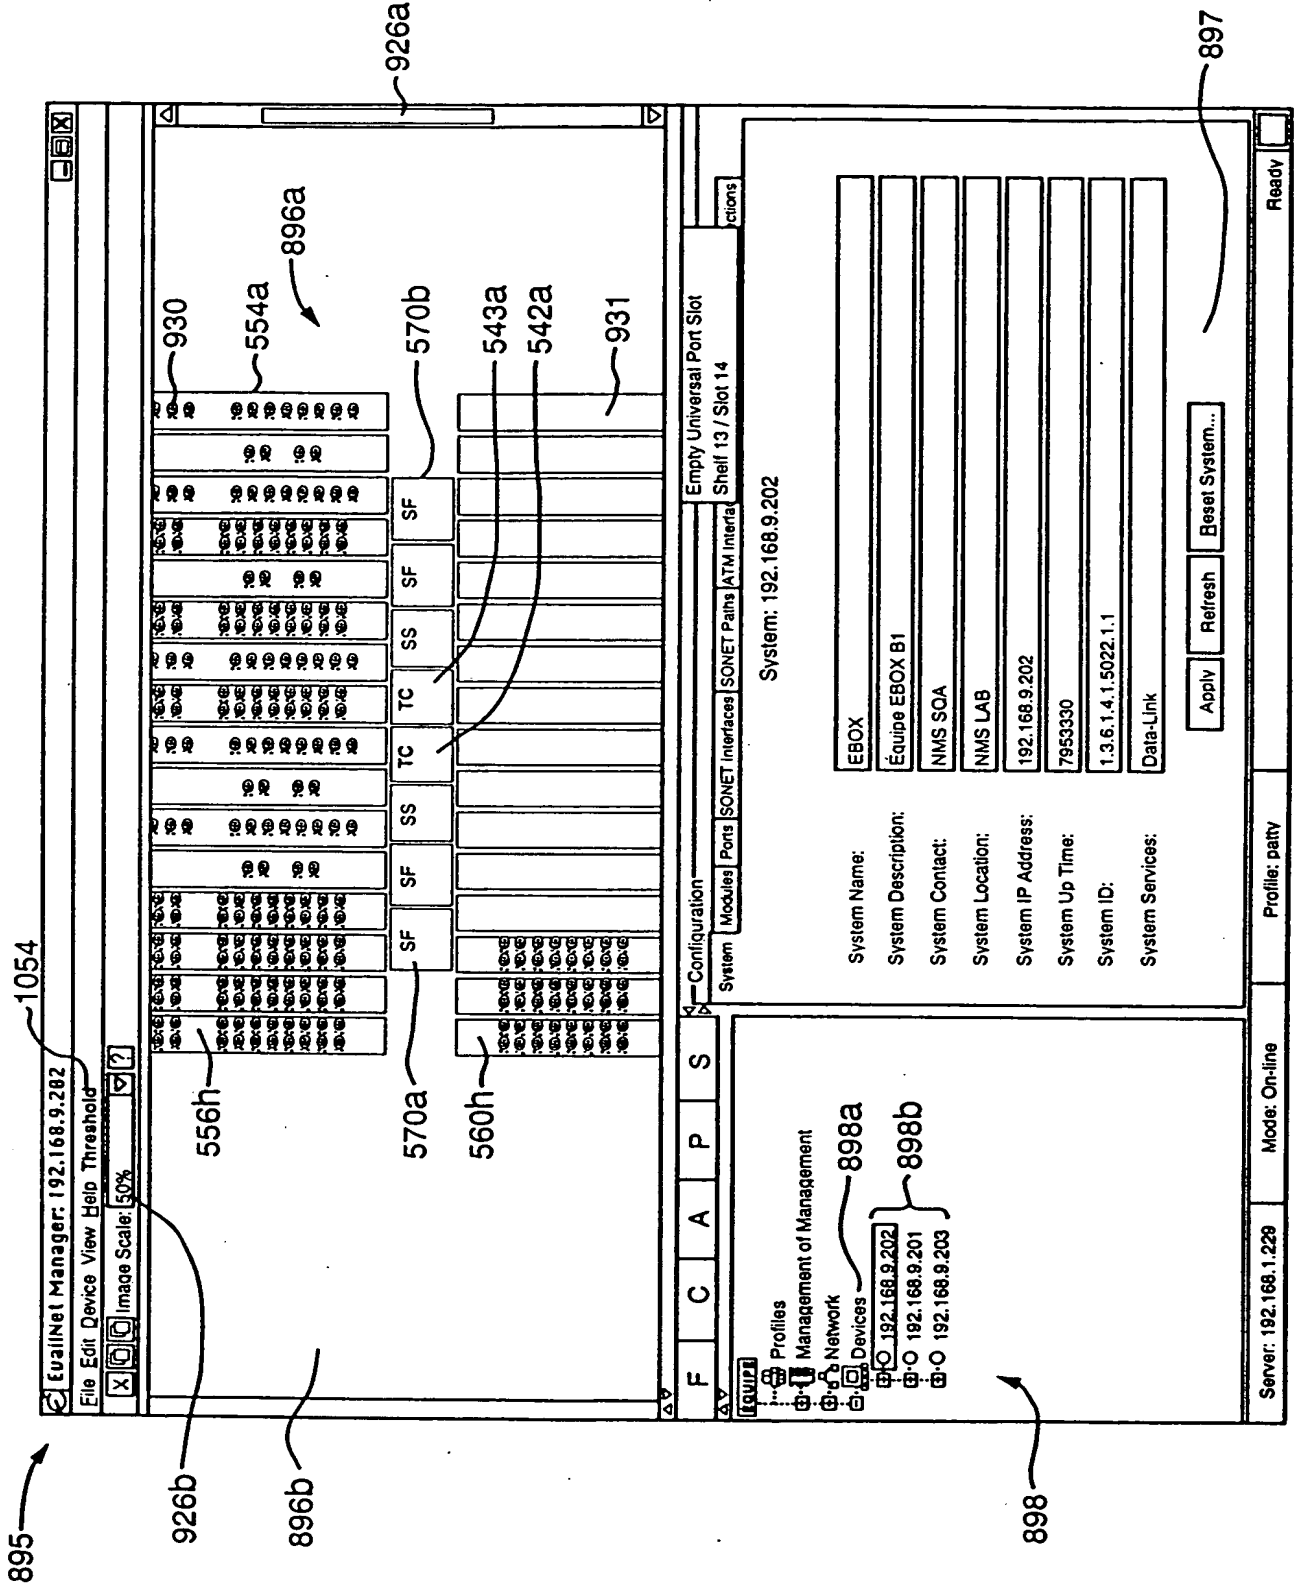 895
1054
EuailNet Manager: 192.168.9.282
File Edit Device View Help Threshold
Image Scale: 50% ?
926b
896b
556h
930
554a
896a
926a
570a
SF SF SS TC TC SS SF SF
570b
543a
542a
560h
931
F C A P S
Configuration
Empty Universal Port Slot
Shelf 13 / Slot 14
System Modules Ports SONET Interfaces SONET Paths ATM Interfac ctions
EQUIPE
Profiles
Management of Management
Network
Devices
192.168.9.202
192.168.9.201
192.168.9.203
898a
898b
898
System: 192.168.9.202
System Name: EBOX
System Description: Equipe EBOX B1
System Contact: NMS SQA
System Location: NMS LAB
System IP Address: 192.168.9.202
System Up Time: 7953330
System ID: 1.3.6.1.4.1.5022.1.1
System Services: Data-Link
Apply Refresh Beset System...
897
Server: 192.168.1.229 Mode: On-line Profile: patty Ready